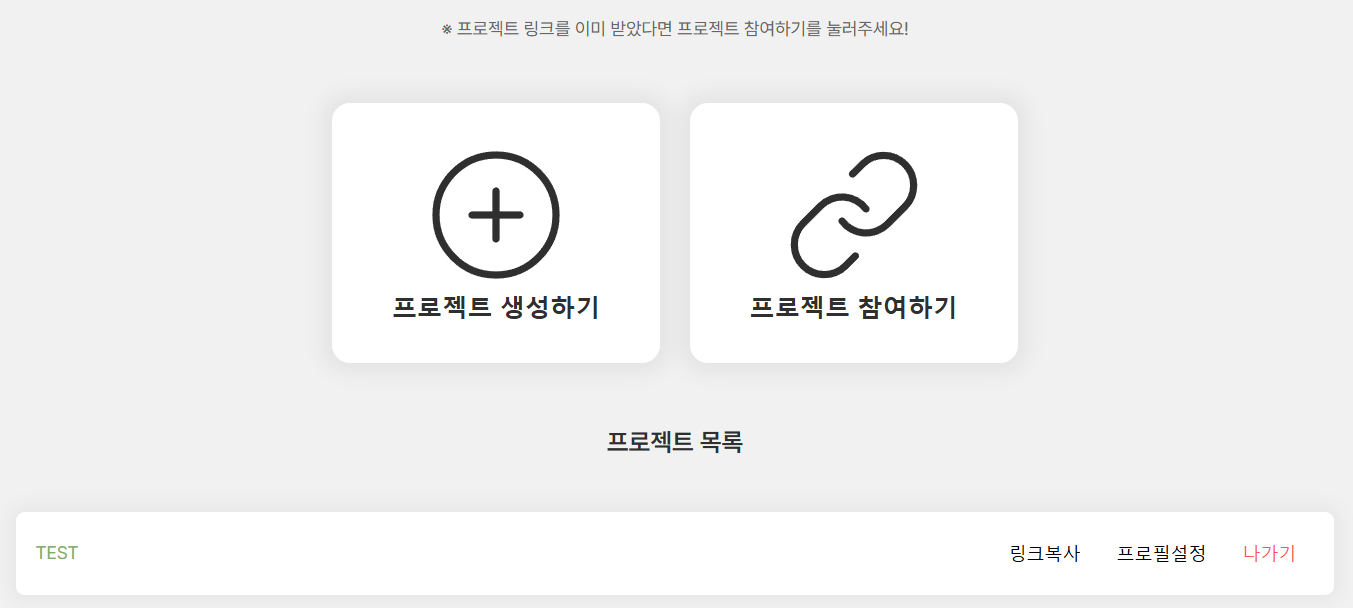 ※ 프로젝트 링크를 이미 받았다면 프로젝트 참여하기를 눌러주세요!
프로젝트 생성하기
프로젝트 참여하기
프로젝트 목록
TEST 링크복사 프로필설정 나가기